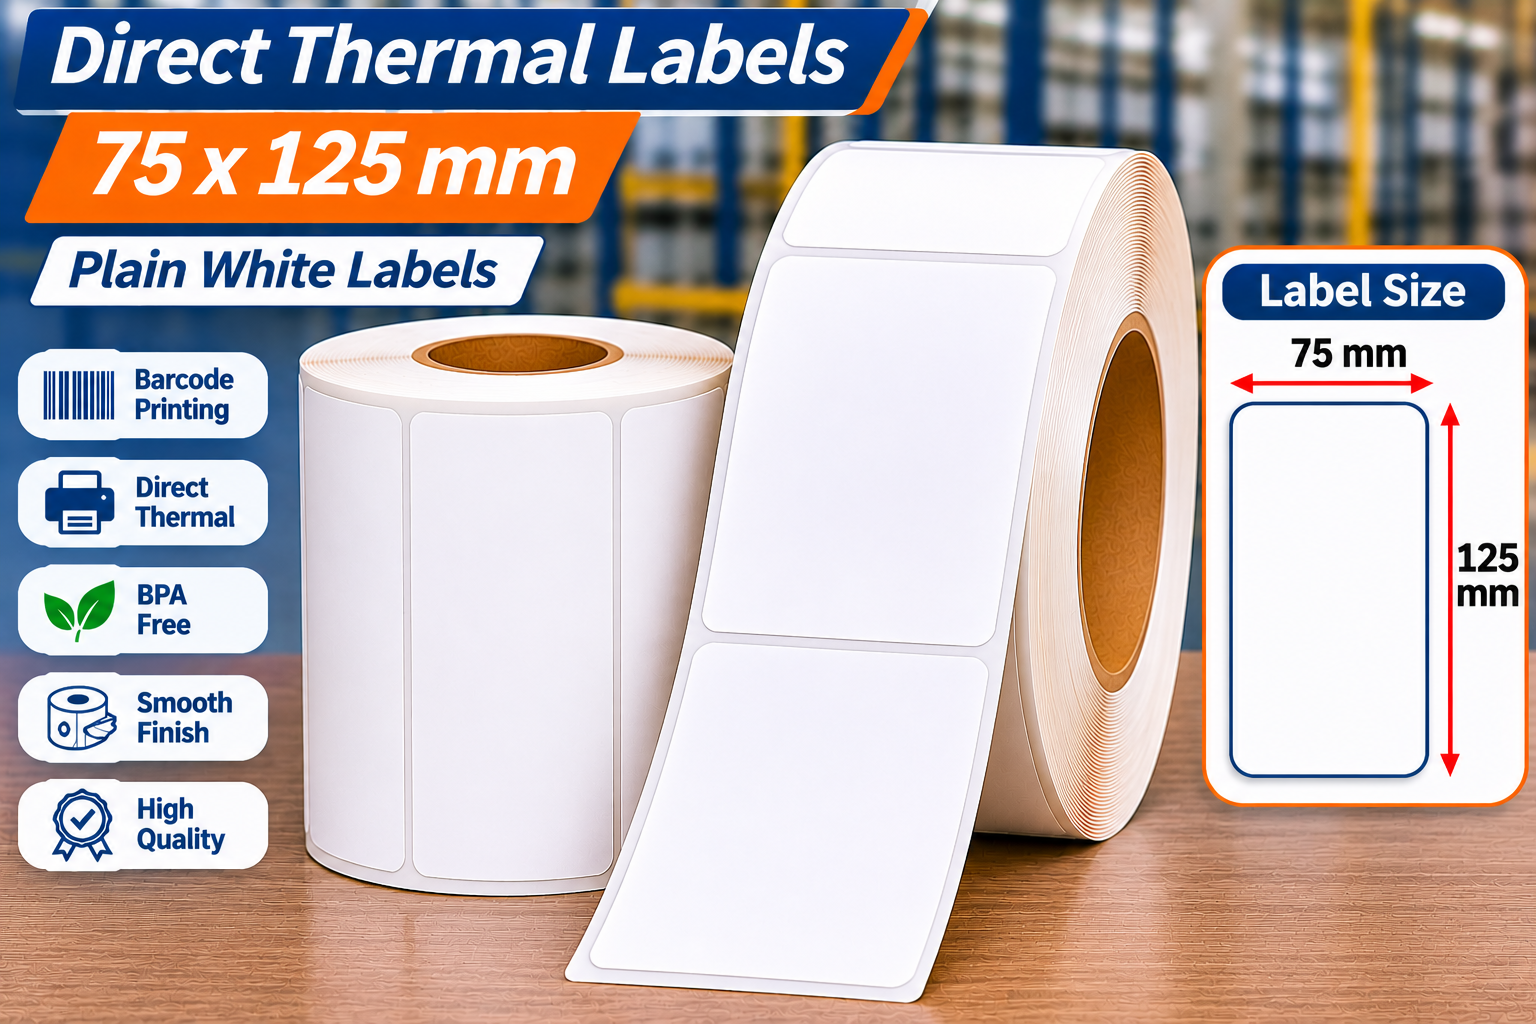 Direct Thermal Labels
75 x 125 mm
Plain White Labels
Barcode
Printing
Direct
Thermal
BPA
Free
Smooth
Finish
High
Quality
Label Size
75 mm
125
mm